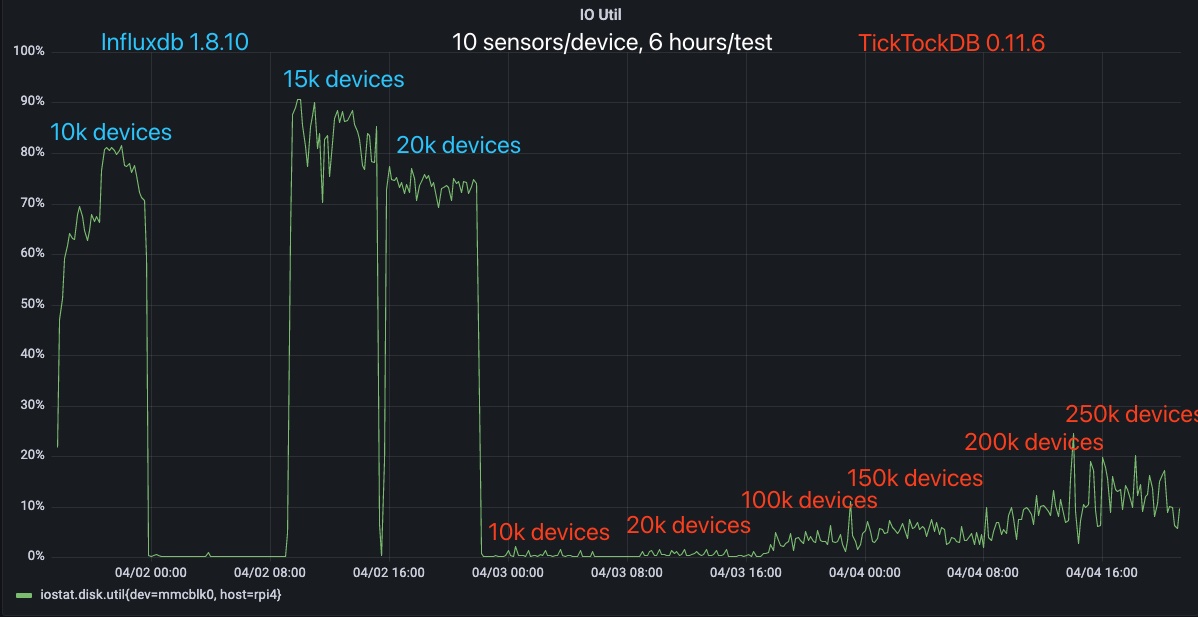 IO Util
Influxdb 1.8.10
10 sensors/device, 6 hours/test
TickTockDB 0.11.6
100%
90%
80%
70%
60%
50%
40%
30%
20%
10%
0%
10k devices
15k devices
20k devices
10k devices
20k devices
100k devices
150k devices
200k devices
250k devices
04/02 00:00
04/02 08:00
04/02 16:00
04/03 00:00
04/03 08:00
04/03 16:00
04/04 00:00
04/04 08:00
04/04 16:00
iostat.disk.util{dev=mmcblk0, host=rpi4}